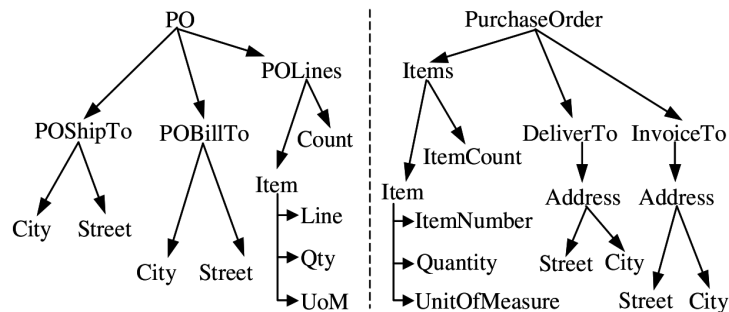 PO
POLines
POShipTo
POBillTo
Count
Item
City
Street
Line
Qty
City
Street
UoM
PurchaseOrder
Items
DeliverTo
InvoiceTo
ItemCount
Item
Address
Address
ItemNumber
Quantity
Street
City
UnitOfMeasure
Street
City